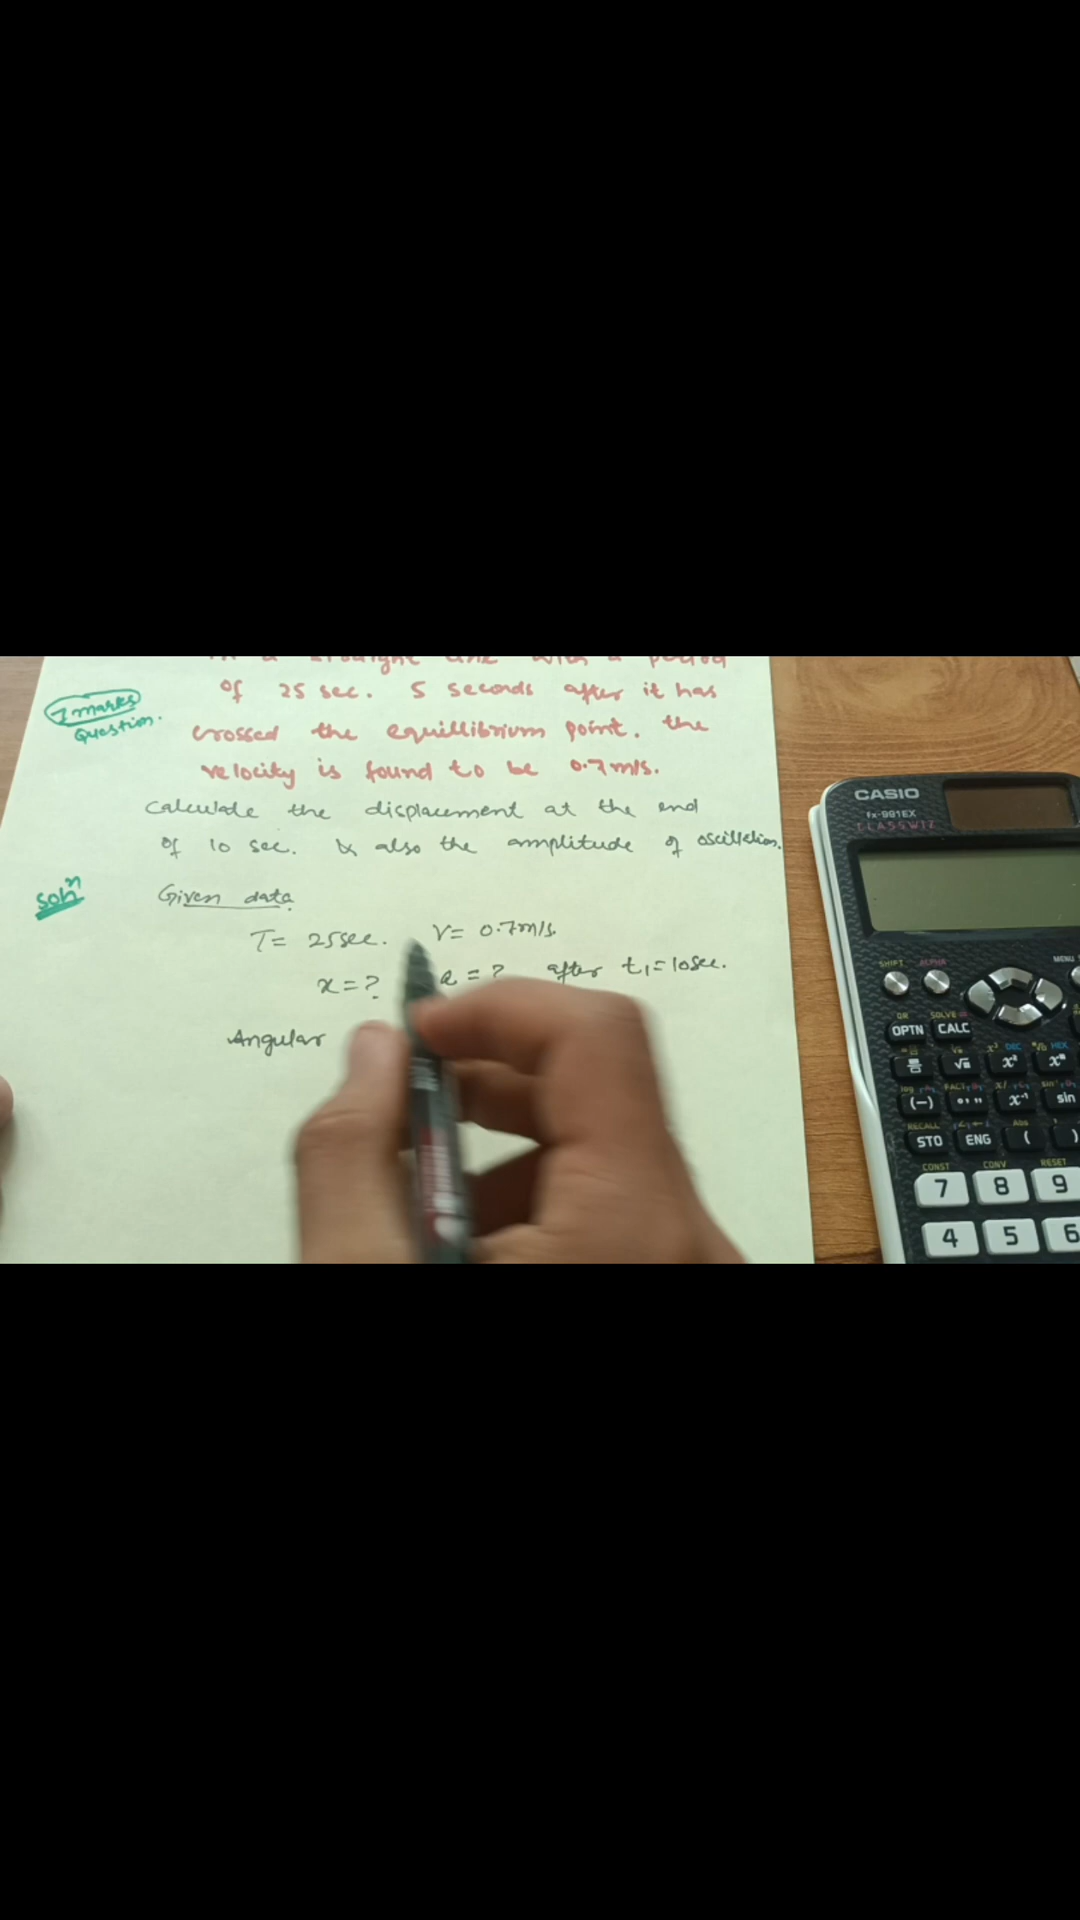 of 25 sec. 5 seconds after it has
7 marks
Question.
crossed the equillibrium point. the
velocity is found to be 0.7m/s.
Calculate the displacement at the end
of 10 sec. & also the amplitude of oscillation.
Soln
Given data
T = 25sec. V = 0.7m/s.
x = ? a = ? after t1 = 10sec.
Angular
CASIO
fx-991EX
CLASSWIZ
SHIFT ALPHA MENU
SOLVE =
OPTN CALC
√ x²
(-) x⁻¹ sin
RECALL
STO ENG ( )
CONST CONV RESET
7 8 9
4 5 6